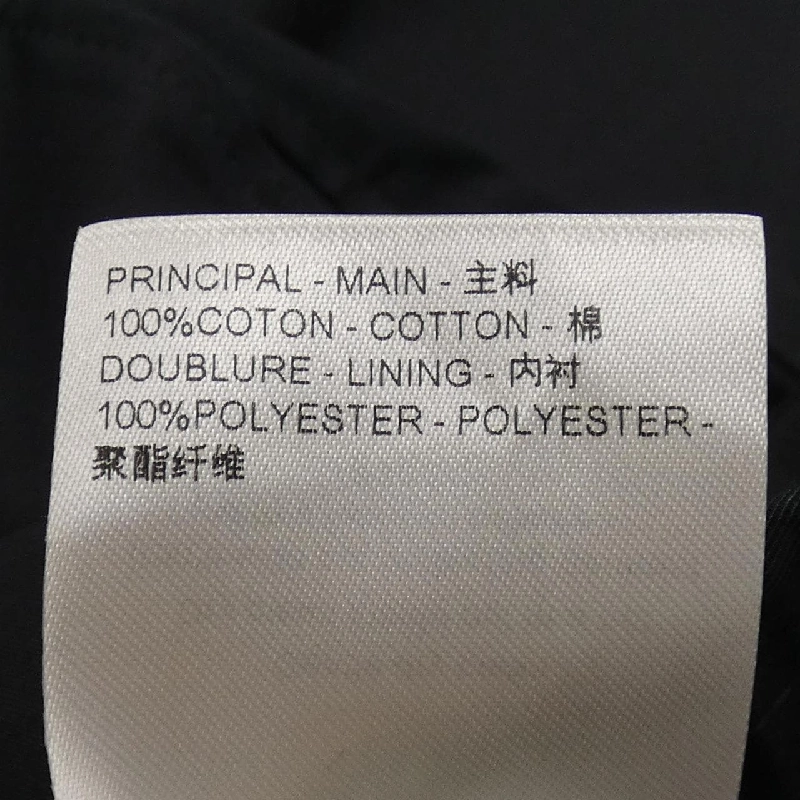 PRINCIPAL - MAIN - 主料
100%COTON - COTTON - 棉
DOUBLURE - LINING - 内衬
100%POLYESTER - POLYESTER -
聚酯纤维